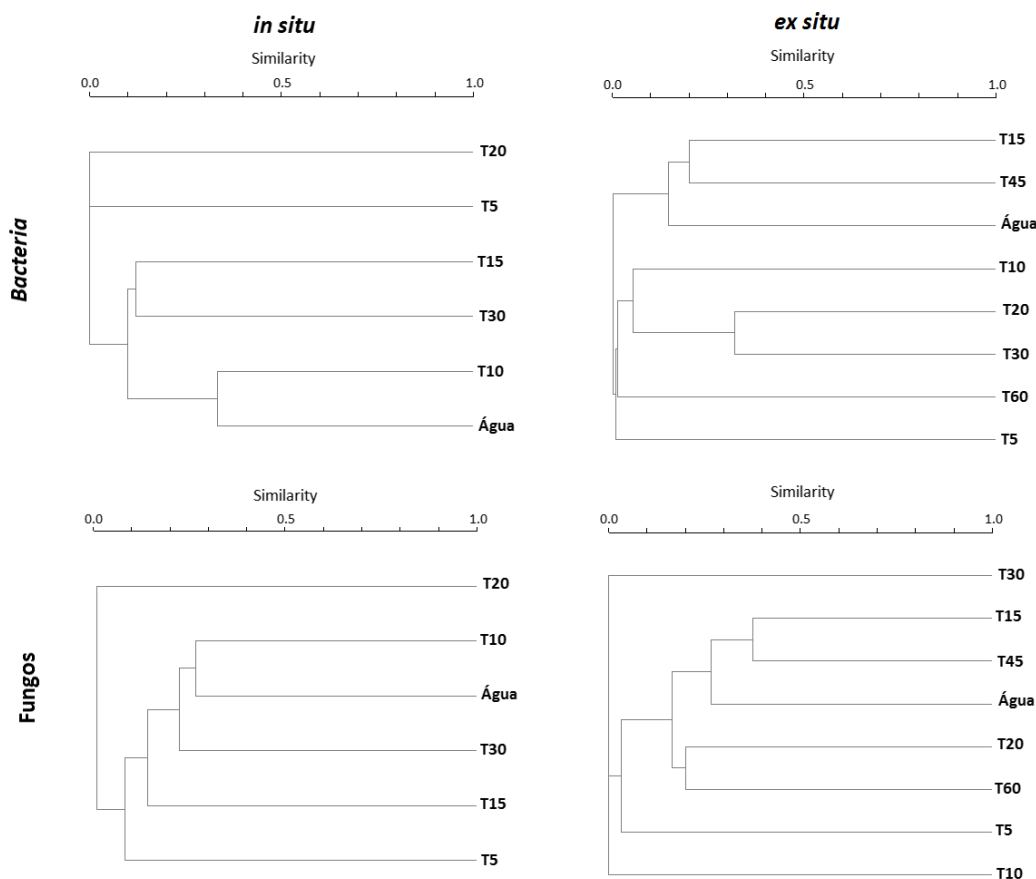 in situ
ex situ
Similarity
0.0 0.5 1.0
Bacteria
T20
T5
T15
T30
T10
Água
Similarity
0.0 0.5 1.0
T15
T45
Água
T10
T20
T30
T60
T5
Similarity
0.0 0.5 1.0
Fungos
T20
T10
Água
T30
T15
T5
Similarity
0.0 0.5 1.0
T30
T15
T45
Água
T20
T60
T5
T10